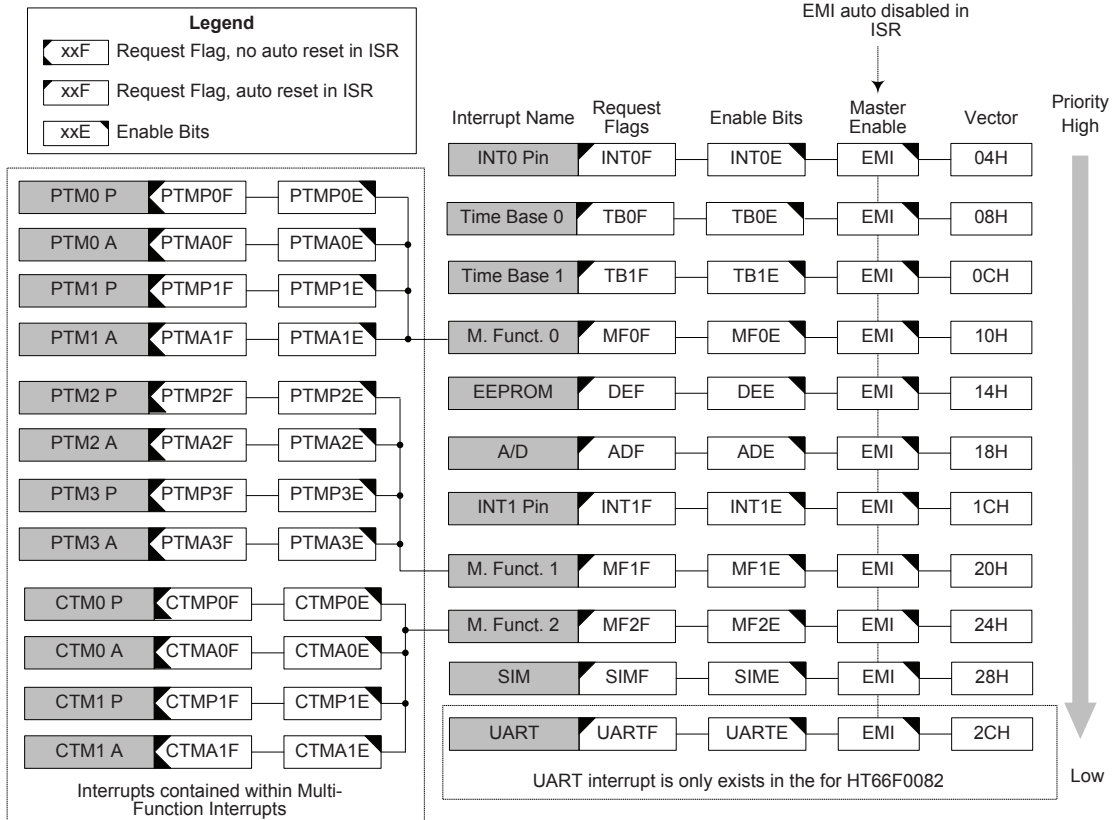 Legend
xxF Request Flag, no auto reset in ISR
xxF Request Flag, auto reset in ISR
xxE Enable Bits
EMI auto disabled in
ISR
Interrupt Name Request Flags Enable Bits Master Enable Vector Priority
High
INT0 Pin INT0F INT0E EMI 04H
Time Base 0 TB0F TB0E EMI 08H
Time Base 1 TB1F TB1E EMI 0CH
M. Funct. 0 MF0F MF0E EMI 10H
EEPROM DEF DEE EMI 14H
A/D ADF ADE EMI 18H
INT1 Pin INT1F INT1E EMI 1CH
M. Funct. 1 MF1F MF1E EMI 20H
M. Funct. 2 MF2F MF2E EMI 24H
SIM SIMF SIME EMI 28H
UART UARTF UARTE EMI 2CH
UART interrupt is only exists in the for HT66F0082
Low
PTM0 P PTMP0F PTMP0E
PTM0 A PTMA0F PTMA0E
PTM1 P PTMP1F PTMP1E
PTM1 A PTMA1F PTMA1E
PTM2 P PTMP2F PTMP2E
PTM2 A PTMA2F PTMA2E
PTM3 P PTMP3F PTMP3E
PTM3 A PTMA3F PTMA3E
CTM0 P CTMP0F CTMP0E
CTM0 A CTMA0F CTMA0E
CTM1 P CTMP1F CTMP1E
CTM1 A CTMA1F CTMA1E
Interrupts contained within Multi-
Function Interrupts